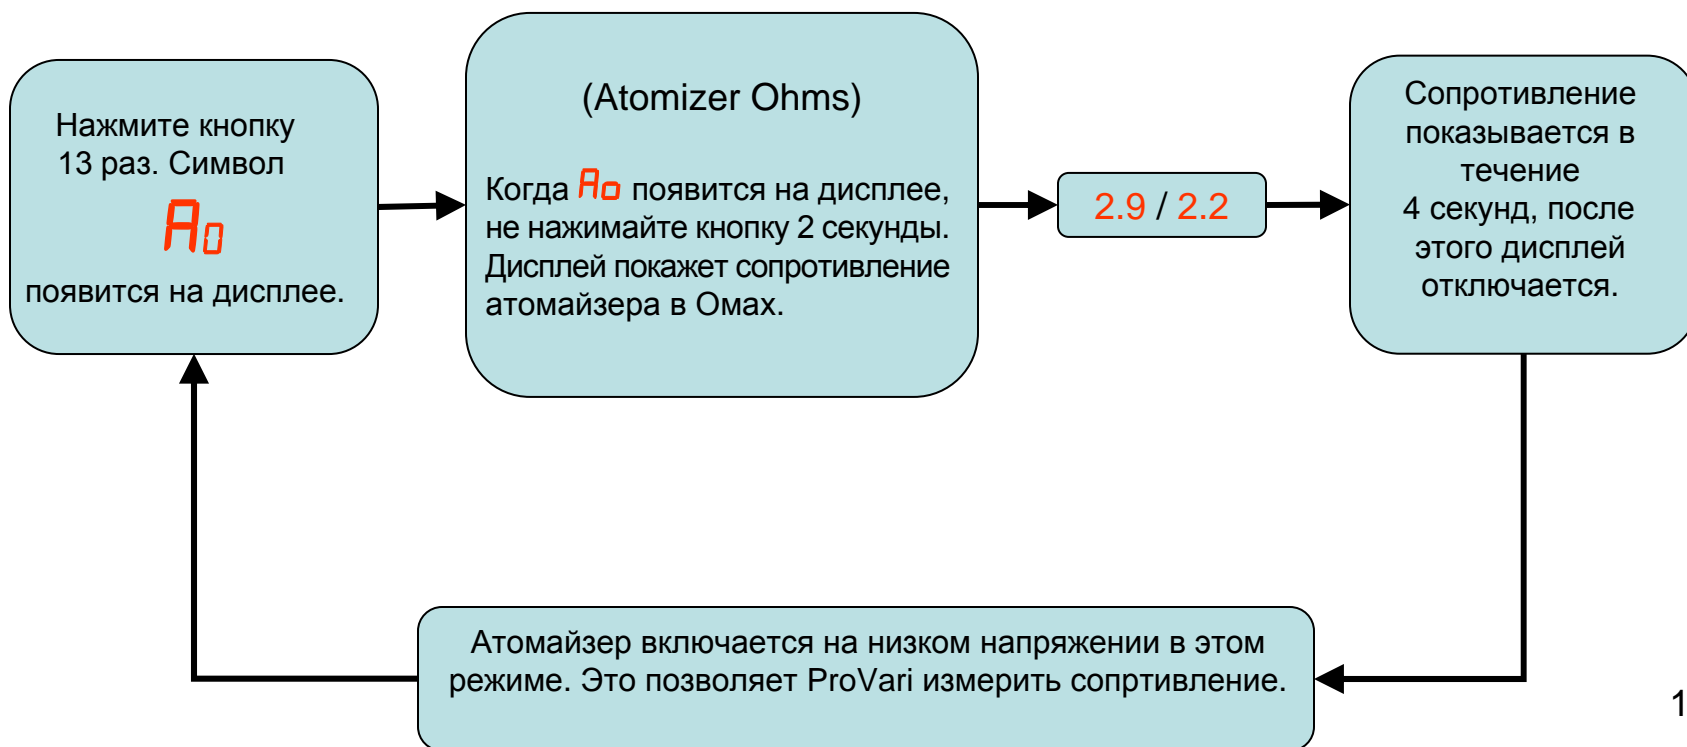 Нажмите кнопку
13 раз. Символ
Ao
появится на дисплее.
(Atomizer Ohms)
Когда Ao появится на дисплее,
не нажимайте кнопку 2 секунды.
Дисплей покажет сопротивление
атомайзера в Омах.
2.9 / 2.2
Сопротивление
показывается в
течение
4 секунд, после
этого дисплей
отключается.
Атомайзер включается на низком напряжении в этом
режиме. Это позволяет ProVari измерить сопртивление.
1